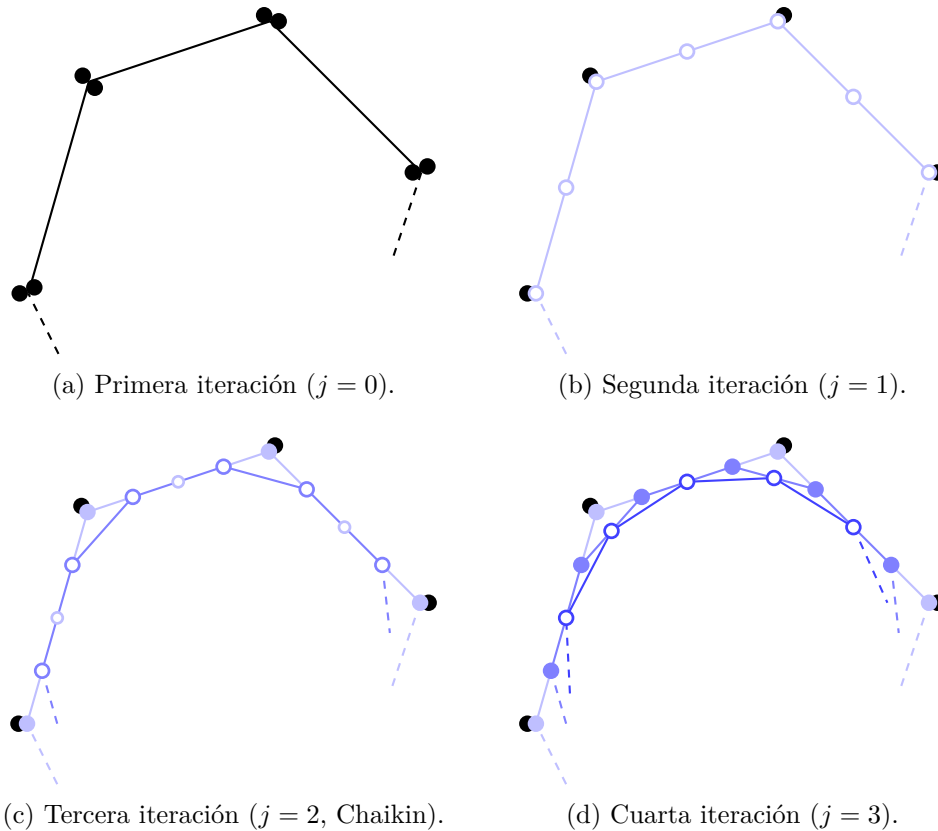 (a) Primera iteración (j = 0).
(b) Segunda iteración (j = 1).
(c) Tercera iteración (j = 2, Chaikin).
(d) Cuarta iteración (j = 3).